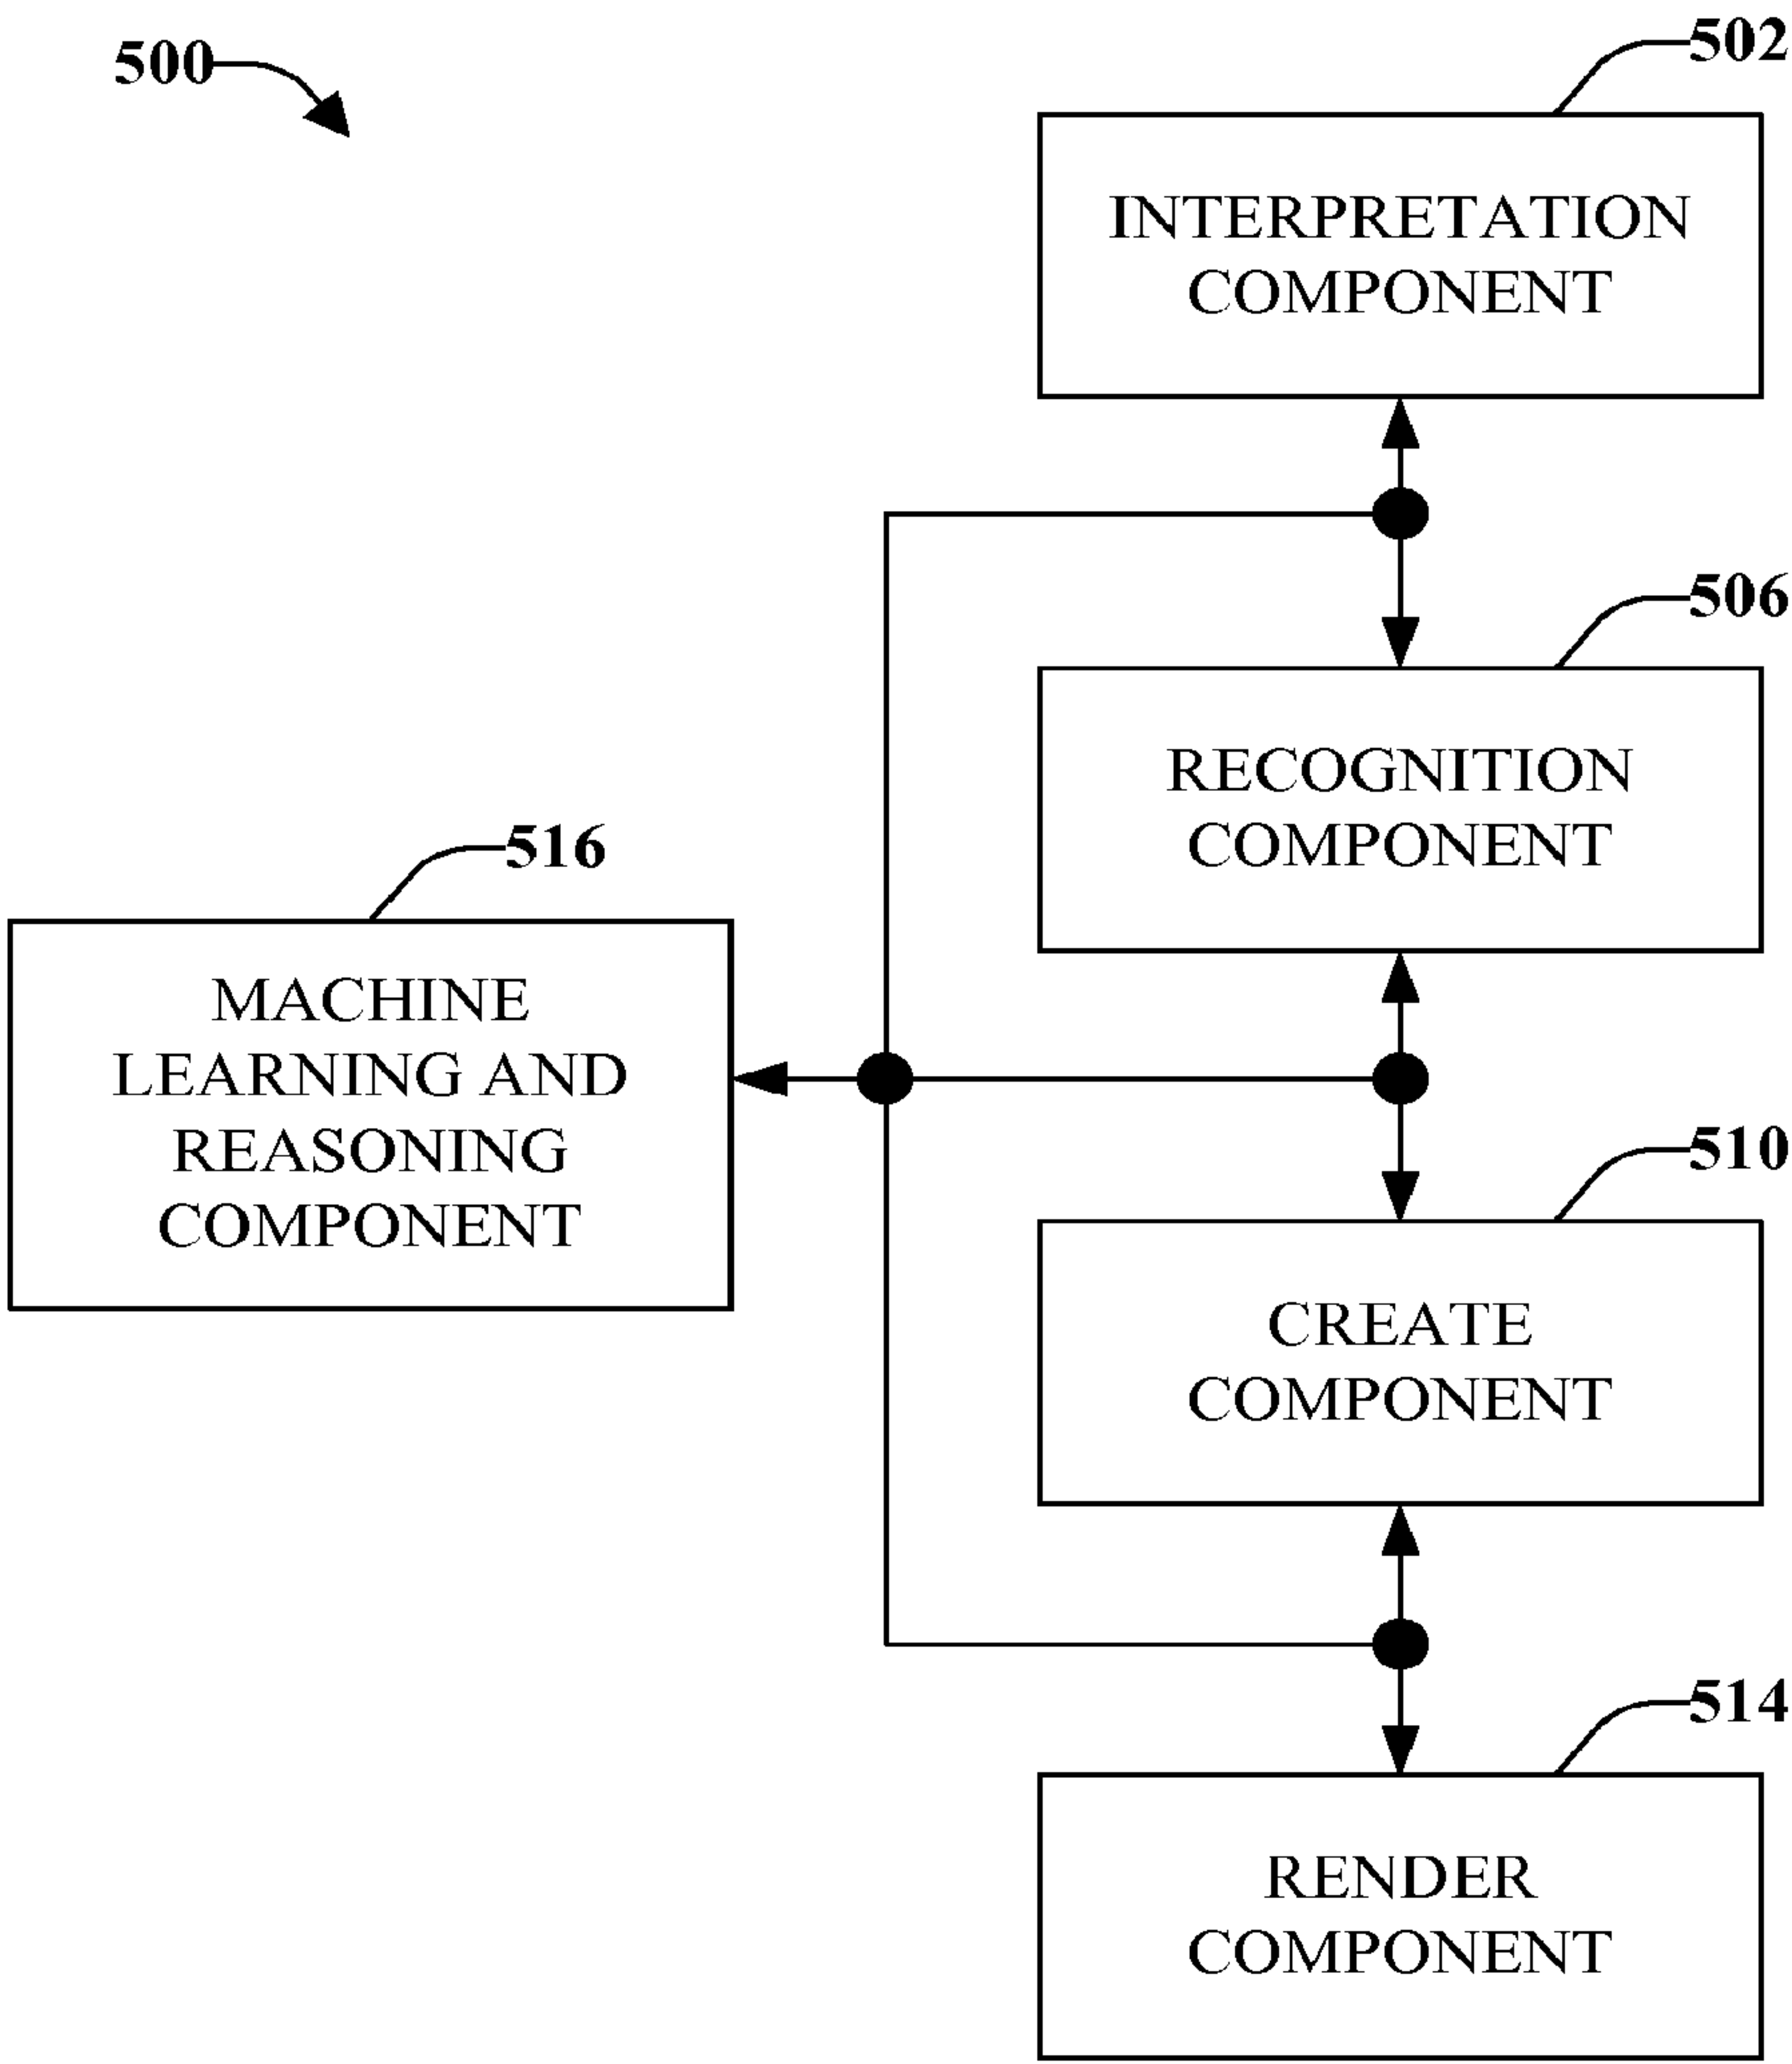 500
502
INTERPRETATION
COMPONENT
506
RECOGNITION
COMPONENT
516
MACHINE
LEARNING AND
REASONING
COMPONENT
510
CREATE
COMPONENT
514
RENDER
COMPONENT